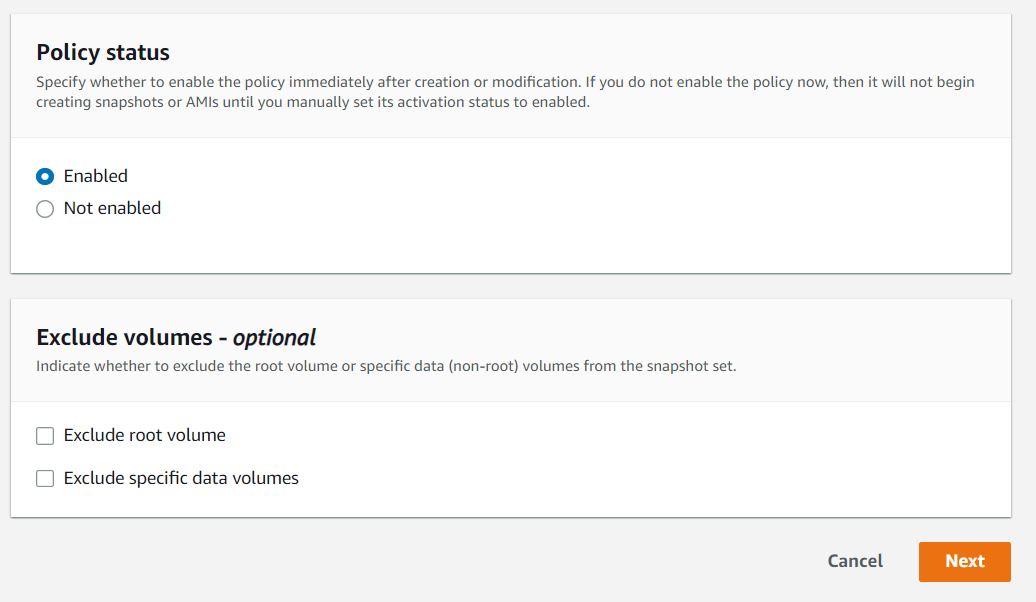 Policy status
Specify whether to enable the policy immediately after creation or modification. If you do not enable the policy now, then it will not begin
creating snapshots or AMIs until you manually set its activation status to enabled.
Enabled
Not enabled
Exclude volumes - optional
Indicate whether to exclude the root volume or specific data (non-root) volumes from the snapshot set.
Exclude root volume
Exclude specific data volumes
Cancel
Next